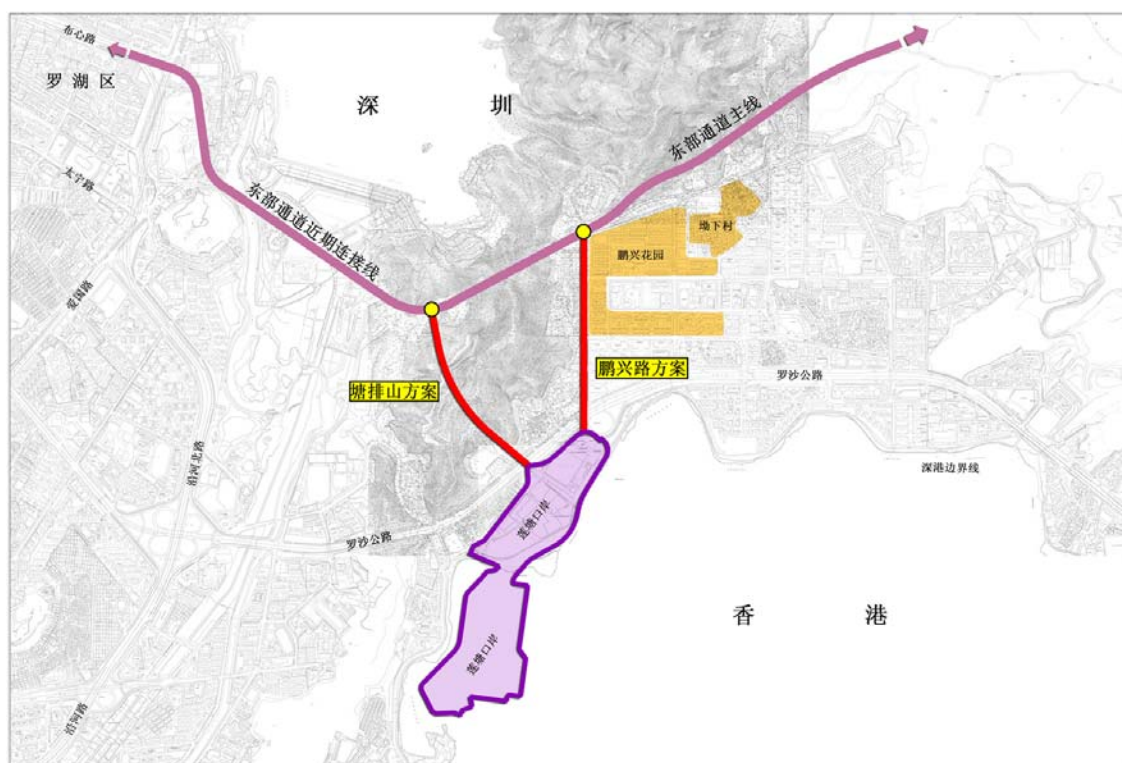 布心路
罗湖区
深 圳
东部通道主线
太宁路
东部通道近期连接线
坳下村
鹏兴花园
爱国路
塘排山方案
鹏兴路方案
罗沙公路
沿河北路
深港边界线
莲塘口岸
罗沙公路
香 港
莲塘口岸
沿河路